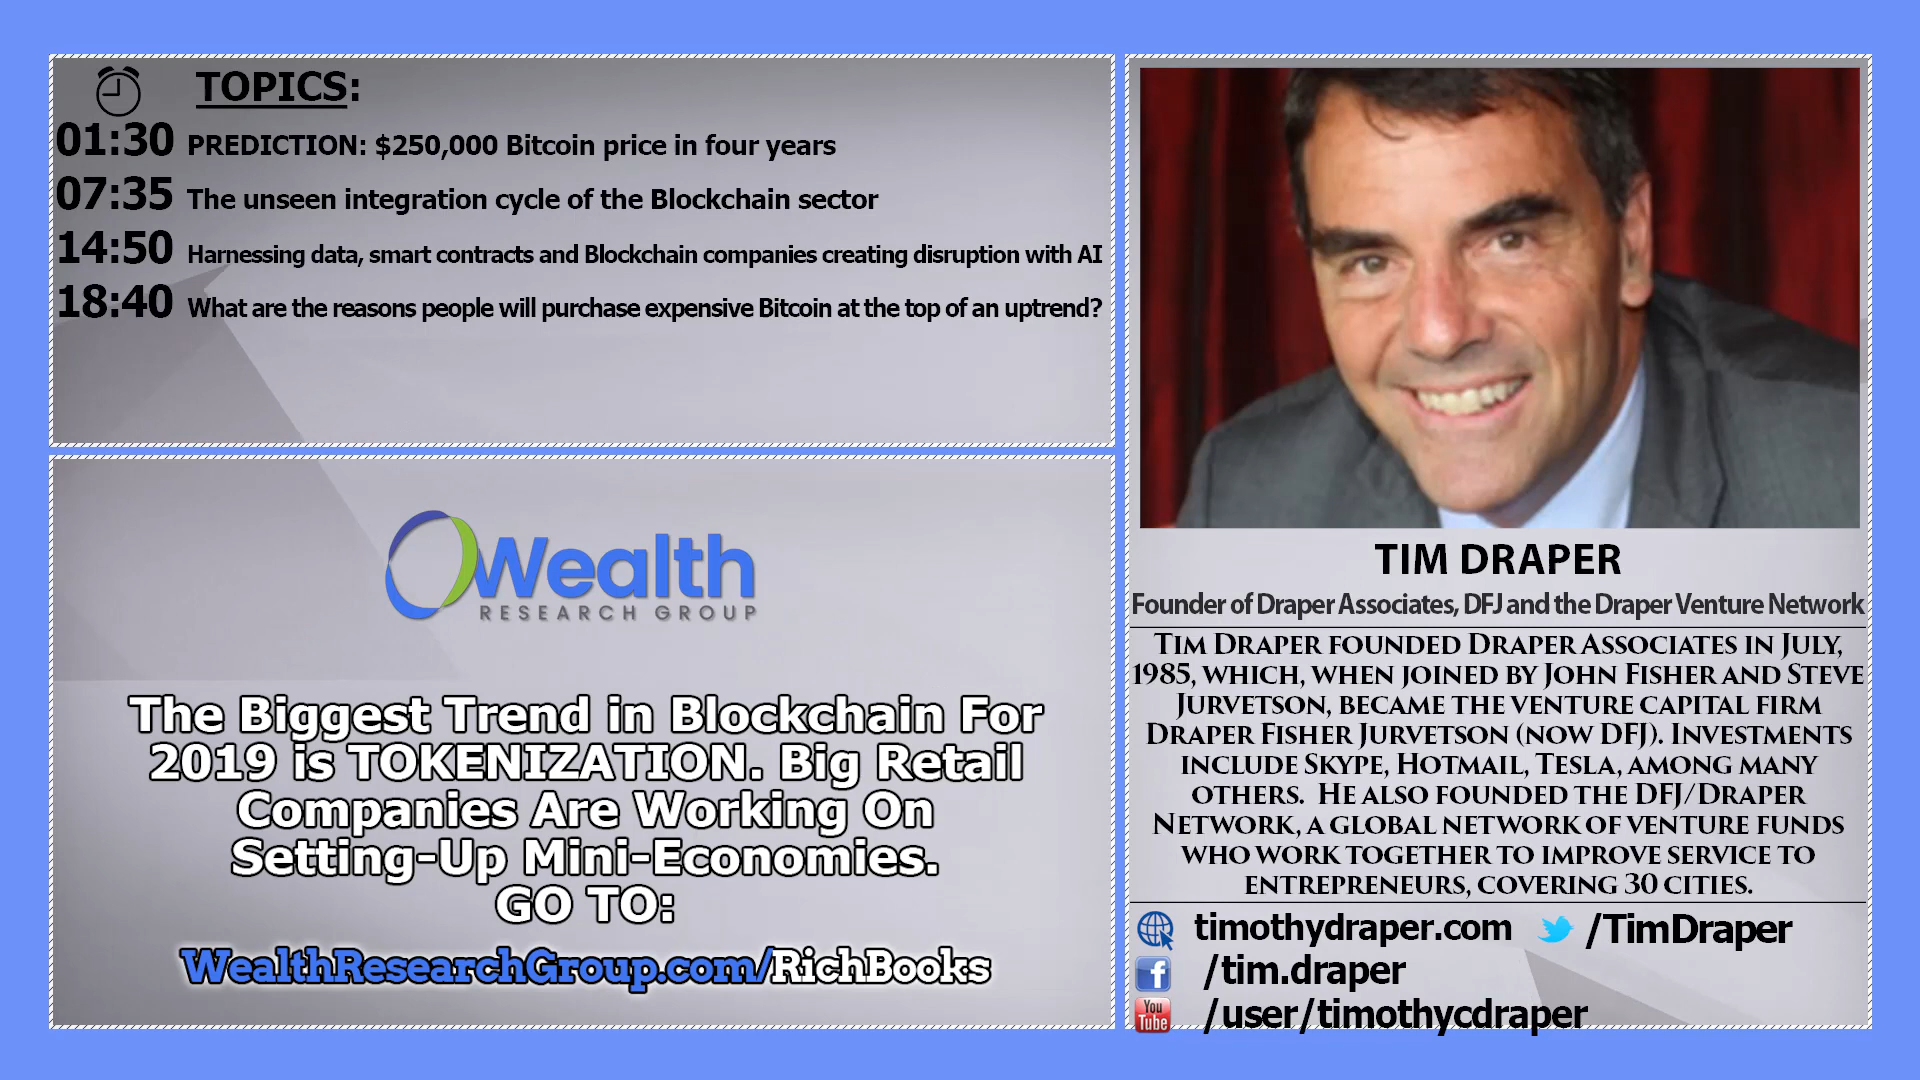 TOPICS:
01:30 PREDICTION: $250,000 Bitcoin price in four years
07:35 The unseen integration cycle of the Blockchain sector
14:50 Harnessing data, smart contracts and Blockchain companies creating disruption with AI
18:40 What are the reasons people will purchase expensive Bitcoin at the top of an uptrend?
Wealth
RESEARCH GROUP
The Biggest Trend in Blockchain For
2019 is TOKENIZATION. Big Retail
Companies Are Working On
Setting-Up Mini-Economies.
GO TO:
WealthResearchGroup.com/RichBooks
TIM DRAPER
Founder of Draper Associates, DFJ and the Draper Venture Network
Tim Draper founded Draper Associates in July,
1985, which, when joined by John Fisher and Steve
Jurvetson, became the venture capital firm
Draper Fisher Jurvetson (now DFJ). Investments
include Skype, Hotmail, Tesla, among many
others. He also founded the DFJ/Draper
Network, a global network of venture funds
who work together to improve service to
entrepreneurs, covering 30 cities.
timothydraper.com /TimDraper
f /tim.draper
You Tube /user/timothycdraper